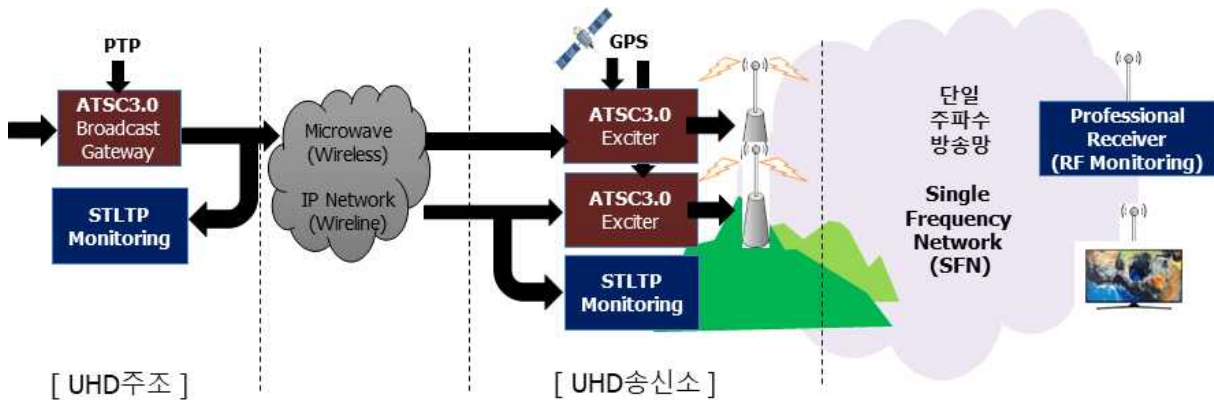 PTP
ATSC3.0
Broadcast
Gateway
STLTP
Monitoring
[ UHD주조 ]
Microwave
(Wireless)
IP Network
(Wireline)
GPS
ATSC3.0
Exciter
ATSC3.0
Exciter
STLTP
Monitoring
[ UHD송신소 ]
단일
주파수
방송망
Single
Frequency
Network
(SFN)
Professional
Receiver
(RF Monitoring)